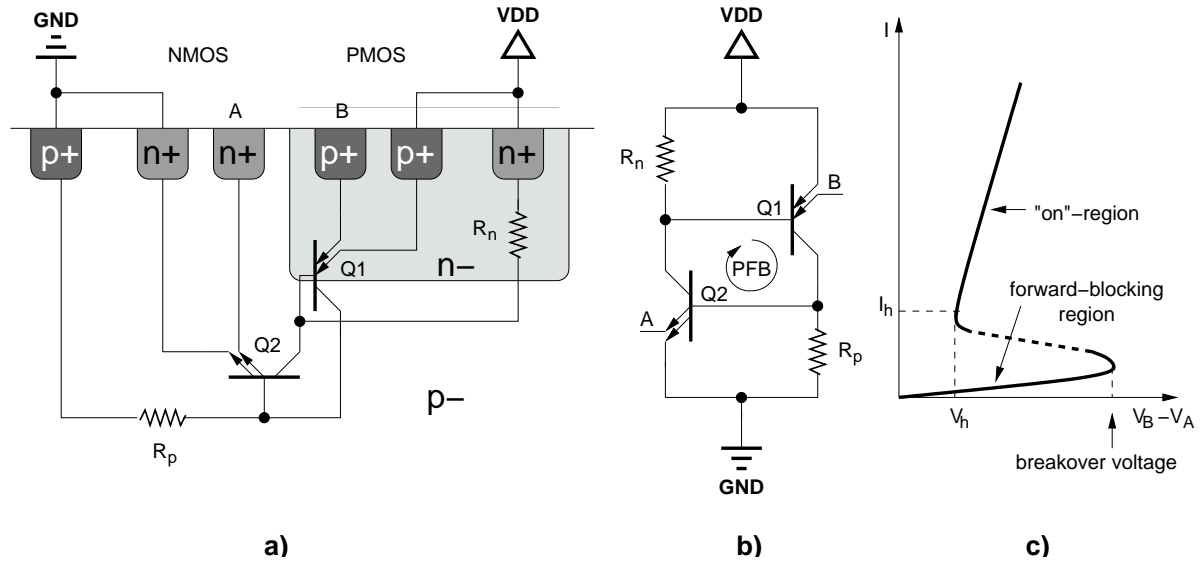 GND
NMOS
PMOS
VDD
A
B
p+
n+
n+
p+
p+
n+
Rn
Q1
n−
Q2
p−
Rp
a)
VDD
Rn
Q1
B
PFB
Q2
A
Rp
GND
b)
I
"on"−region
forward−blocking
region
Ih
Vh
VB−VA
breakover voltage
c)